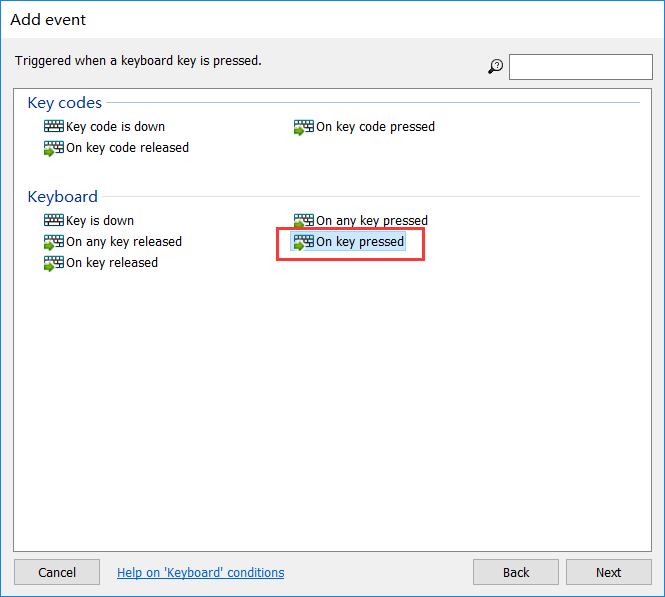 Add event
Triggered when a keyboard key is pressed.
Key codes
Key code is down
On key code pressed
On key code released
Keyboard
Key is down
On any key pressed
On any key released
On key pressed
On key released
Cancel
Help on 'Keyboard' conditions
Back
Next